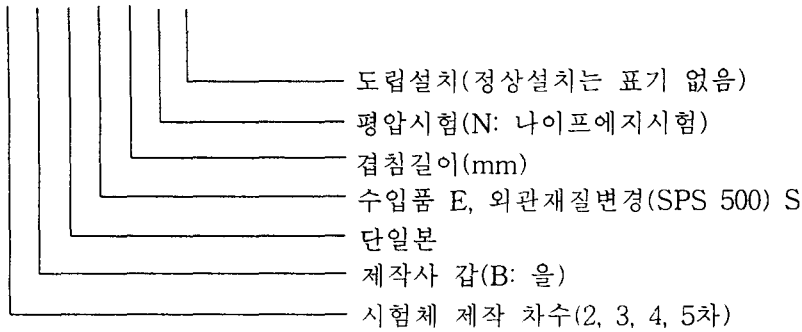 도립설치(정상설치는 표기 없음)
평압시험(N: 나이프에지시험)
겹침길이(mm)
수입품 E, 외관재질변경(SPS 500) S
단일본
제작사 갑(B: 을)
시험체 제작 차수(2, 3, 4, 5차)